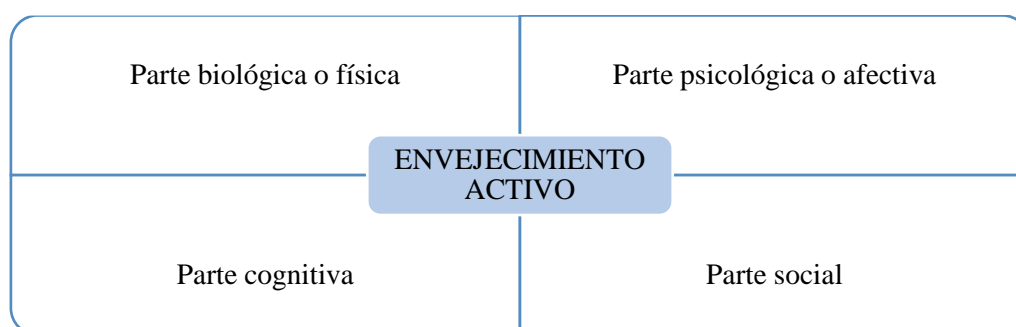 Parte biológica o física
Parte psicológica o afectiva
ENVEJECIMIENTO
ACTIVO
Parte cognitiva
Parte social